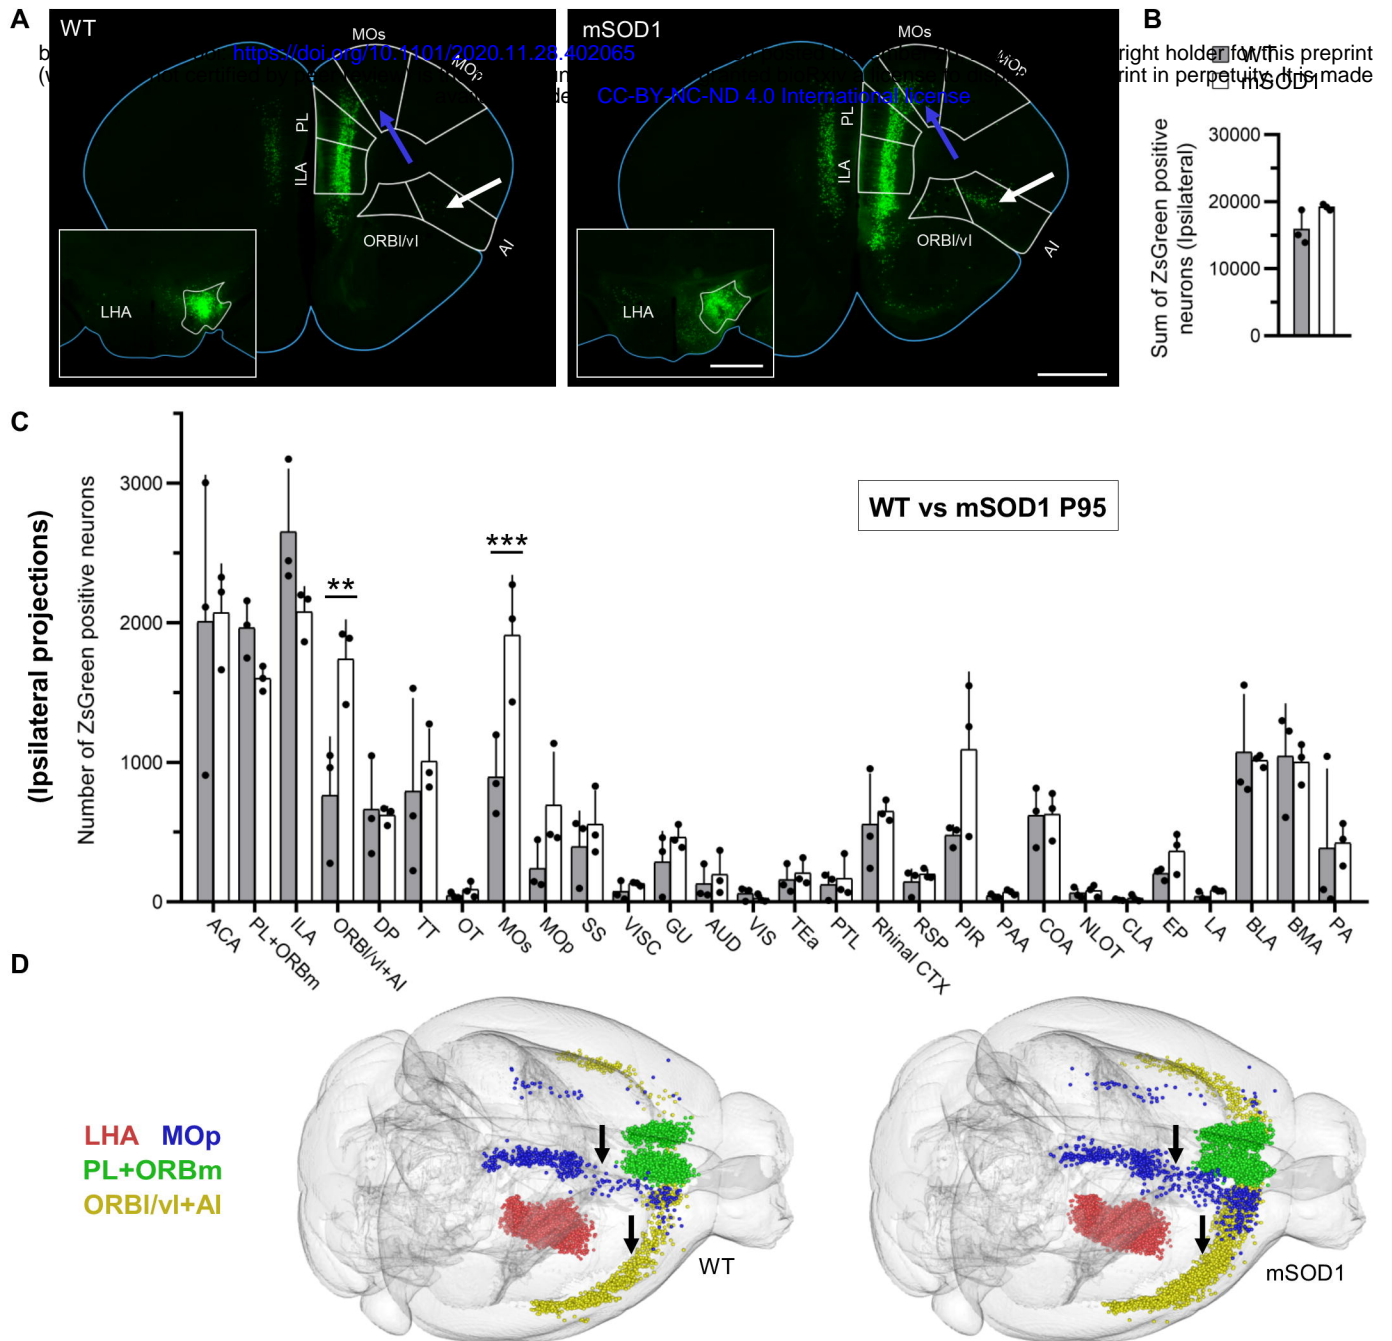 A
WT
MOs
MOp
PL
ILA
ORBl/vl
AI
LHA
mSOD1
MOs
MOp
PL
ILA
ORBl/vl
AI
LHA
https://doi.org/10.1101/2020.11.28.402065
right holder for this preprint
certified by
print in perpetuity. It is made
CC-BY-NC-ND 4.0 International license
B
WT
mSOD1
Sum of ZsGreen positive
neurons (Ipsilateral)
30000
20000
10000
0
C
(Ipsilateral projections)
Number of ZsGreen positive neurons
3000
2000
1000
0
WT vs mSOD1 P95
**
***
ACA
PL+ORBm
ILA
ORBl/vl+AI
DP
TT
OT
MOs
MOp
SS
VISC
GU
AUD
VIS
TEa
PTL
Rhinal CTX
RSP
PIR
PAA
COA
NLOT
CLA
EP
LA
BLA
BMA
PA
D
LHA MOp
PL+ORBm
ORBl/vl+AI
WT
mSOD1